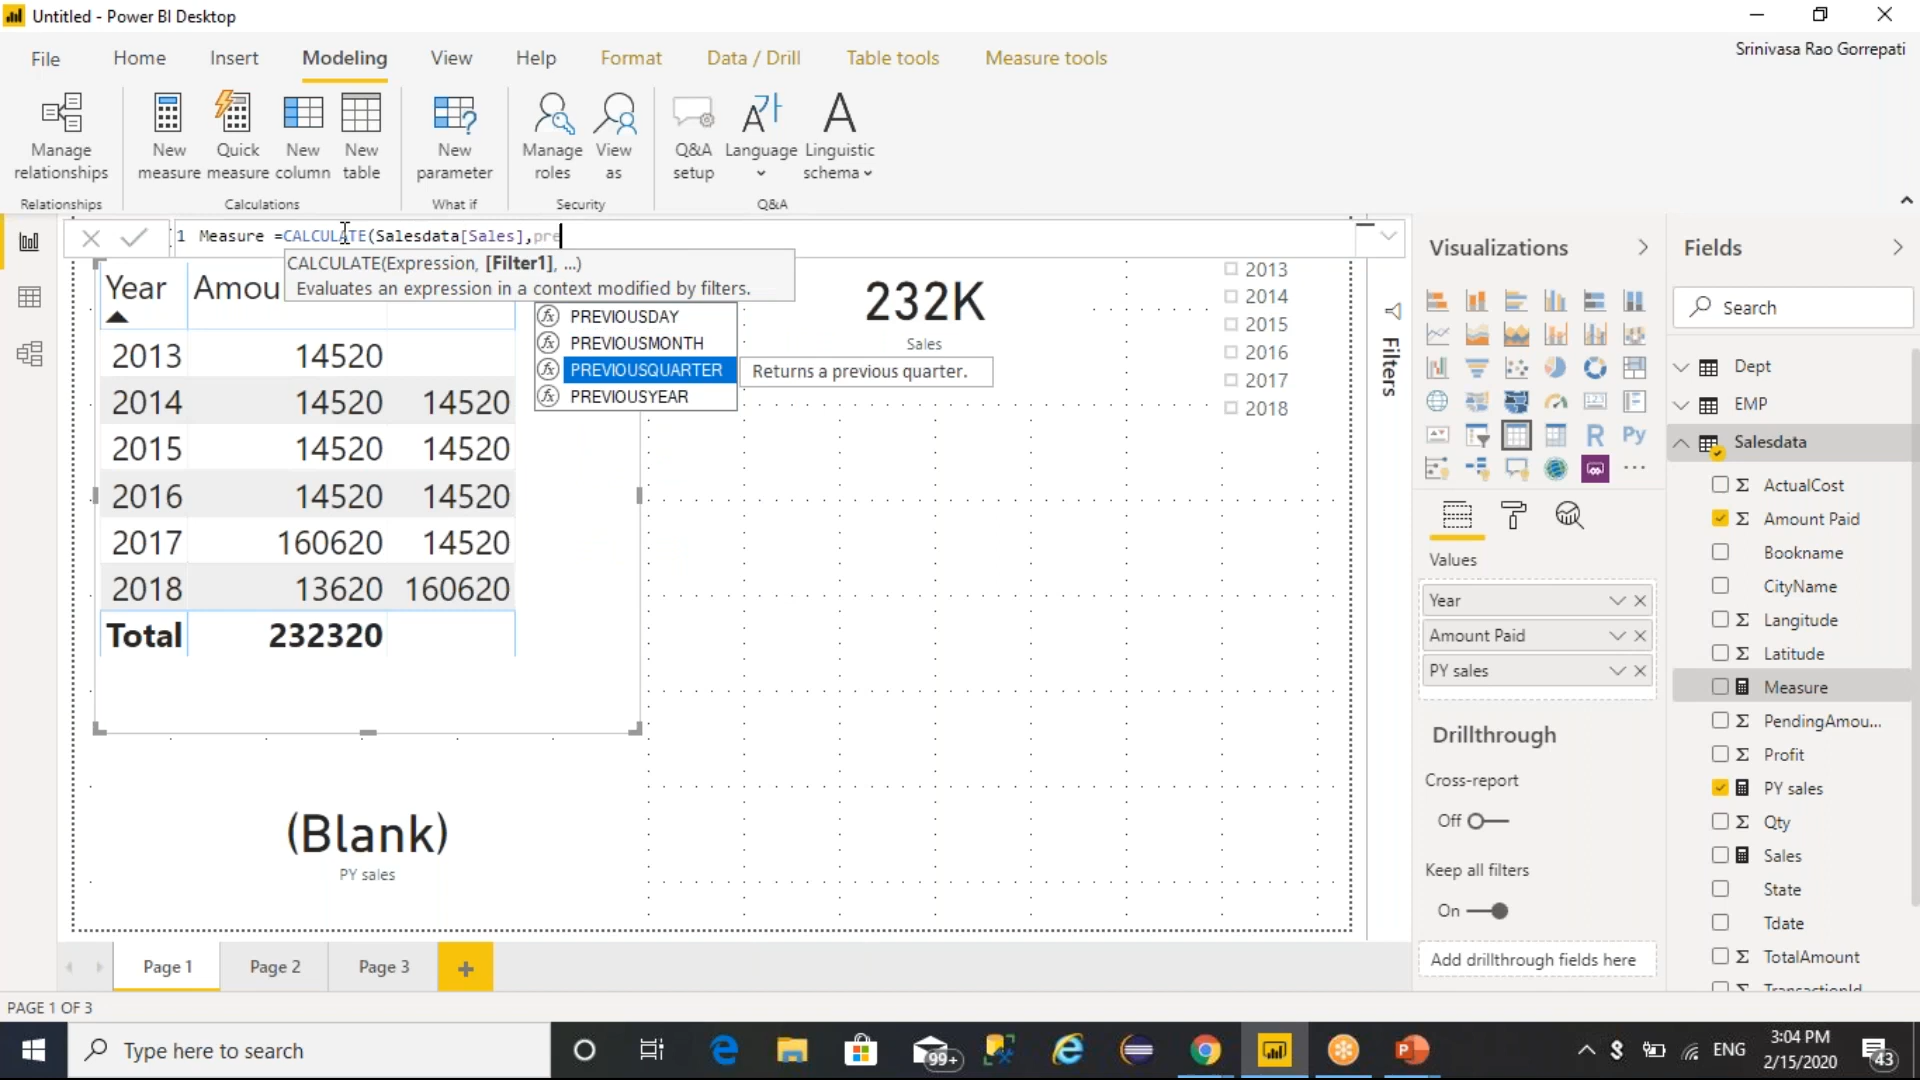 Untitled - Power BI Desktop
Srinivasa Rao Gorrepati
File Home Insert Modeling View Help Format Data / Drill Table tools Measure tools
Manage relationships
New measure
Quick measure
New column
New table
New parameter
Manage roles
View as
Q&A setup
Language
Linguistic schema
Relationships Calculations What if Security Q&A
1 Measure =CALCULATE(Salesdata[Sales],pre
CALCULATE(Expression, [Filter1], ...)
Evaluates an expression in a context modified by filters.
PREVIOUSDAY
PREVIOUSMONTH
PREVIOUSQUARTER
Returns a previous quarter.
PREVIOUSYEAR
Year Amou
2013 14520
2014 14520 14520
2015 14520 14520
2016 14520 14520
2017 160620 14520
2018 13620 160620
Total 232320
232K
Sales
2013
2014
2015
2016
2017
2018
(Blank)
PY sales
Filters
Visualizations
R
Py
123
Values
Year
Amount Paid
PY sales
Drillthrough
Cross-report
Off
Keep all filters
On
Add drillthrough fields here
Fields
Search
Dept
EMP
Salesdata
ActualCost
Amount Paid
Bookname
CityName
Langitude
Latitude
Measure
PendingAmou...
Profit
PY sales
Qty
Sales
State
Tdate
TotalAmount
TransactionId
Page 1
Page 2
Page 3
PAGE 1 OF 3
Type here to search
99+
ENG
3:04 PM
2/15/2020
43